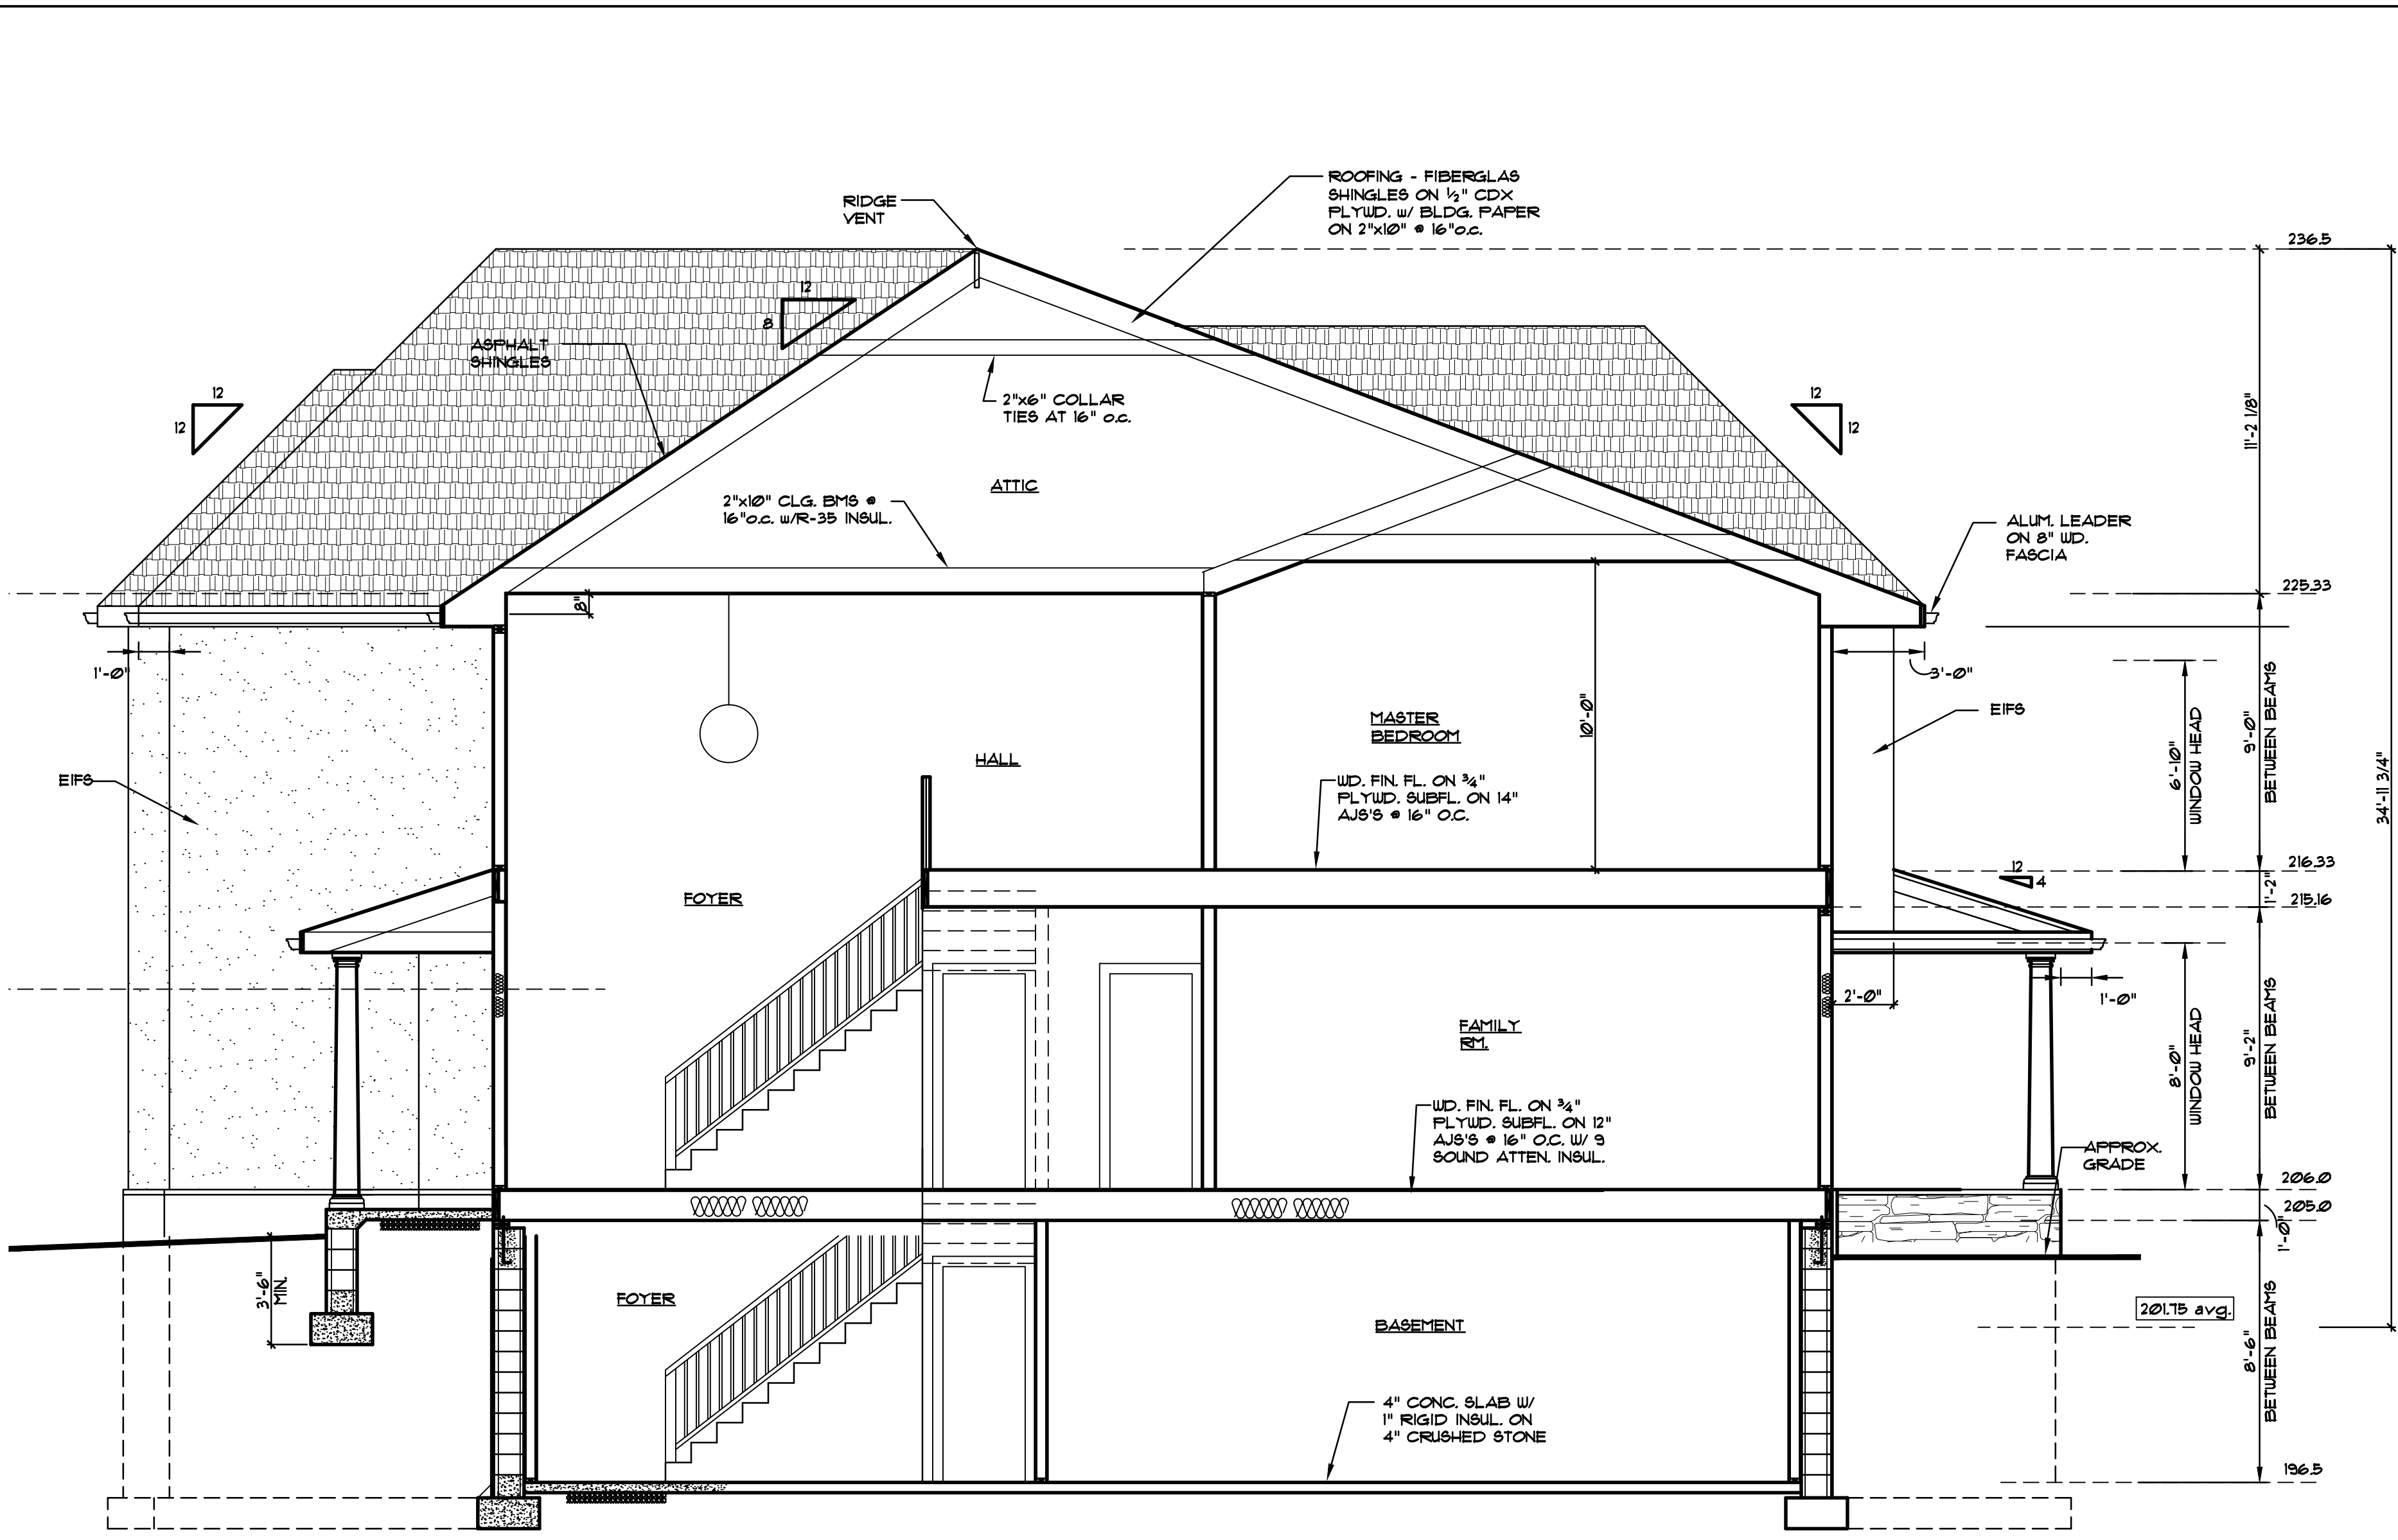 RIDGE
VENT
ROOFING - FIBERGLAS
SHINGLES ON ½" CDX
PLYWD. w/ BLDG. PAPER
ON 2"x10" @ 16"o.c.
236.5
12
8
ASPHALT
SHINGLES
12
12
2"x6" COLLAR
TIES AT 16" o.c.
12
12
11'-2 1/8"
ATTIC
2"x10" CLG. BMS @
16"o.c. w/R-35 INSUL.
ALUM. LEADER
ON 8" WD.
FASCIA
225.33
8"
1'-0"
3'-0"
EIFS
MASTER
BEDROOM
10'-0"
HALL
6'-10"
WINDOW HEAD
9'-0"
BETWEEN BEAMS
34'-11 3/4"
EIFS
WD. FIN. FL. ON ¾"
PLYWD. SUBFL. ON 14"
AJS'S @ 16" O.C.
12
4
216.33
1'-2"
215.16
FOYER
2'-0"
1'-0"
FAMILY
RM.
8'-0"
WINDOW HEAD
9'-2"
BETWEEN BEAMS
WD. FIN. FL. ON ¾"
PLYWD. SUBFL. ON 12"
AJS'S @ 16" O.C. W/ 9
SOUND ATTEN. INSUL.
APPROX.
GRADE
206.0
205.0
1'-0"
3'-6"
MIN.
FOYER
BASEMENT
201.75 avg.
8'-6"
BETWEEN BEAMS
4" CONC. SLAB W/
1" RIGID INSUL. ON
4" CRUSHED STONE
196.5